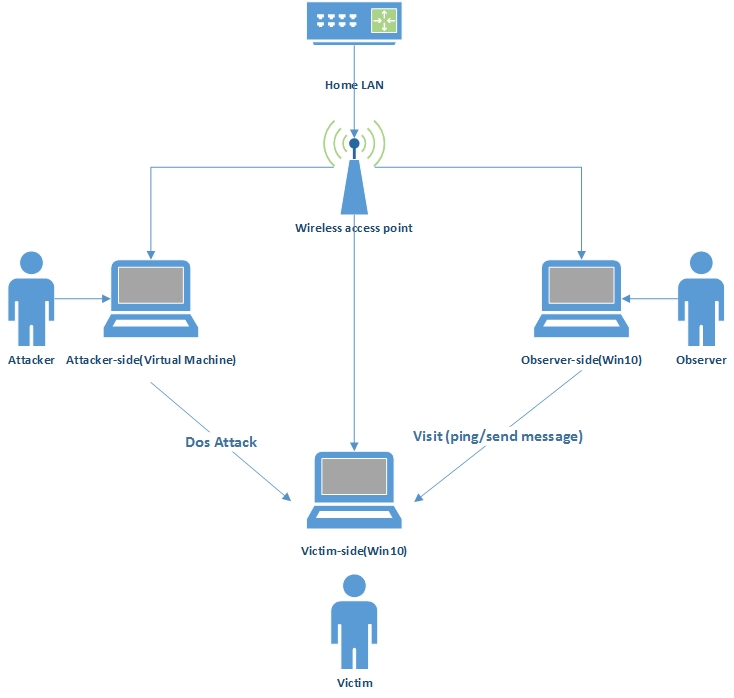 Home LAN
Wireless access point
Attacker
Attacker-side(Virtual Machine)
Observer-side(Win10)
Observer
Dos Attack
Visit (ping/send message)
Victim-side(Win10)
Victim